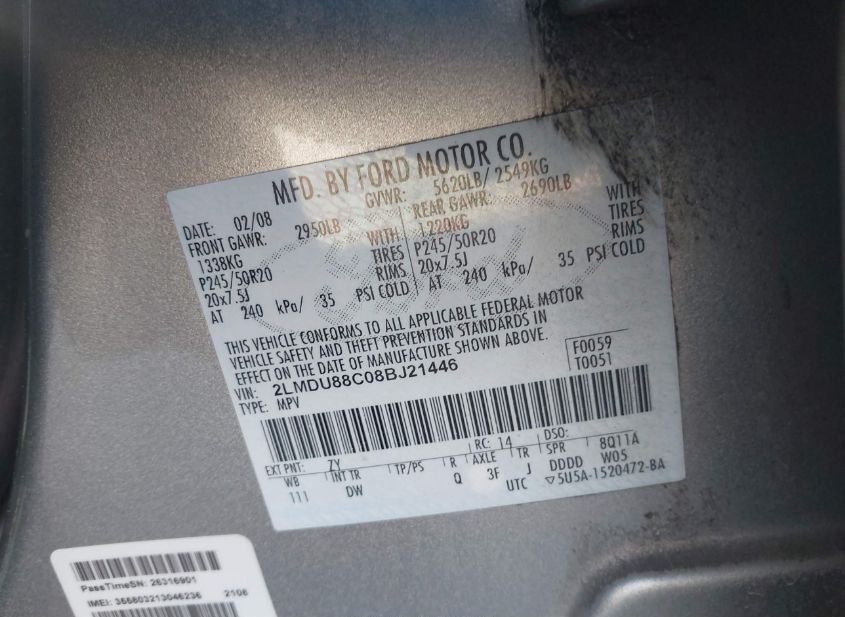 MFD. BY FORD MOTOR CO.
DATE: 02/08 GVWR: 5620LB/ 2549KG
FRONT GAWR: 2950LB REAR GAWR: 2690LB
1338KG WITH 1220KG WITH
P245/50R20 TIRES P245/50R20 TIRES
20x7.5J RIMS 20x7.5J RIMS
AT 240 kPa/ 35 PSI COLD AT 240 kPa/ 35 PSI COLD
THIS VEHICLE CONFORMS TO ALL APPLICABLE FEDERAL MOTOR
VEHICLE SAFETY AND THEFT PREVENTION STANDARDS IN
EFFECT ON THE DATE OF MANUFACTURE SHOWN ABOVE.
VIN: 2LMDU88C08BJ21446 F0059
TYPE: MPV T0051
EXT PNT: ZY RC: 14 DSO:
WB INT TR TP/PS R AXLE TR SPR 8Q11A
111 DW Q 3F J DDDD W05
UTC ▽5U5A-1520472-BA
PassTimeSN: 26316901
IMEI: 355803213046236 2106